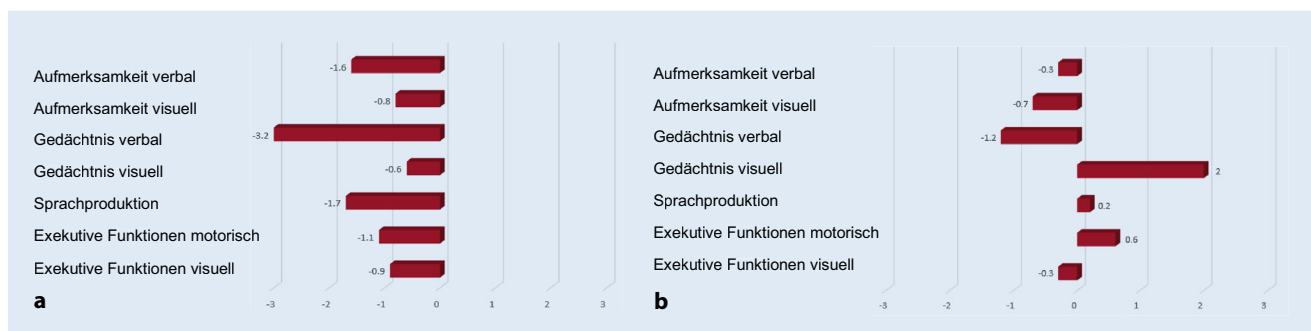 Aufmerksamkeit verbal -1.6
Aufmerksamkeit visuell -0.8
Gedächtnis verbal -3.2
Gedächtnis visuell -0.6
Sprachproduktion -1.7
Exekutive Funktionen motorisch -1.1
Exekutive Funktionen visuell -0.9
-3 -2 -1 0 1 2 3
a
Aufmerksamkeit verbal -0.3
Aufmerksamkeit visuell -0.7
Gedächtnis verbal -1.2
Gedächtnis visuell 2
Sprachproduktion 0.2
Exekutive Funktionen motorisch 0.6
Exekutive Funktionen visuell -0.3
-3 -2 -1 0 1 2 3
b